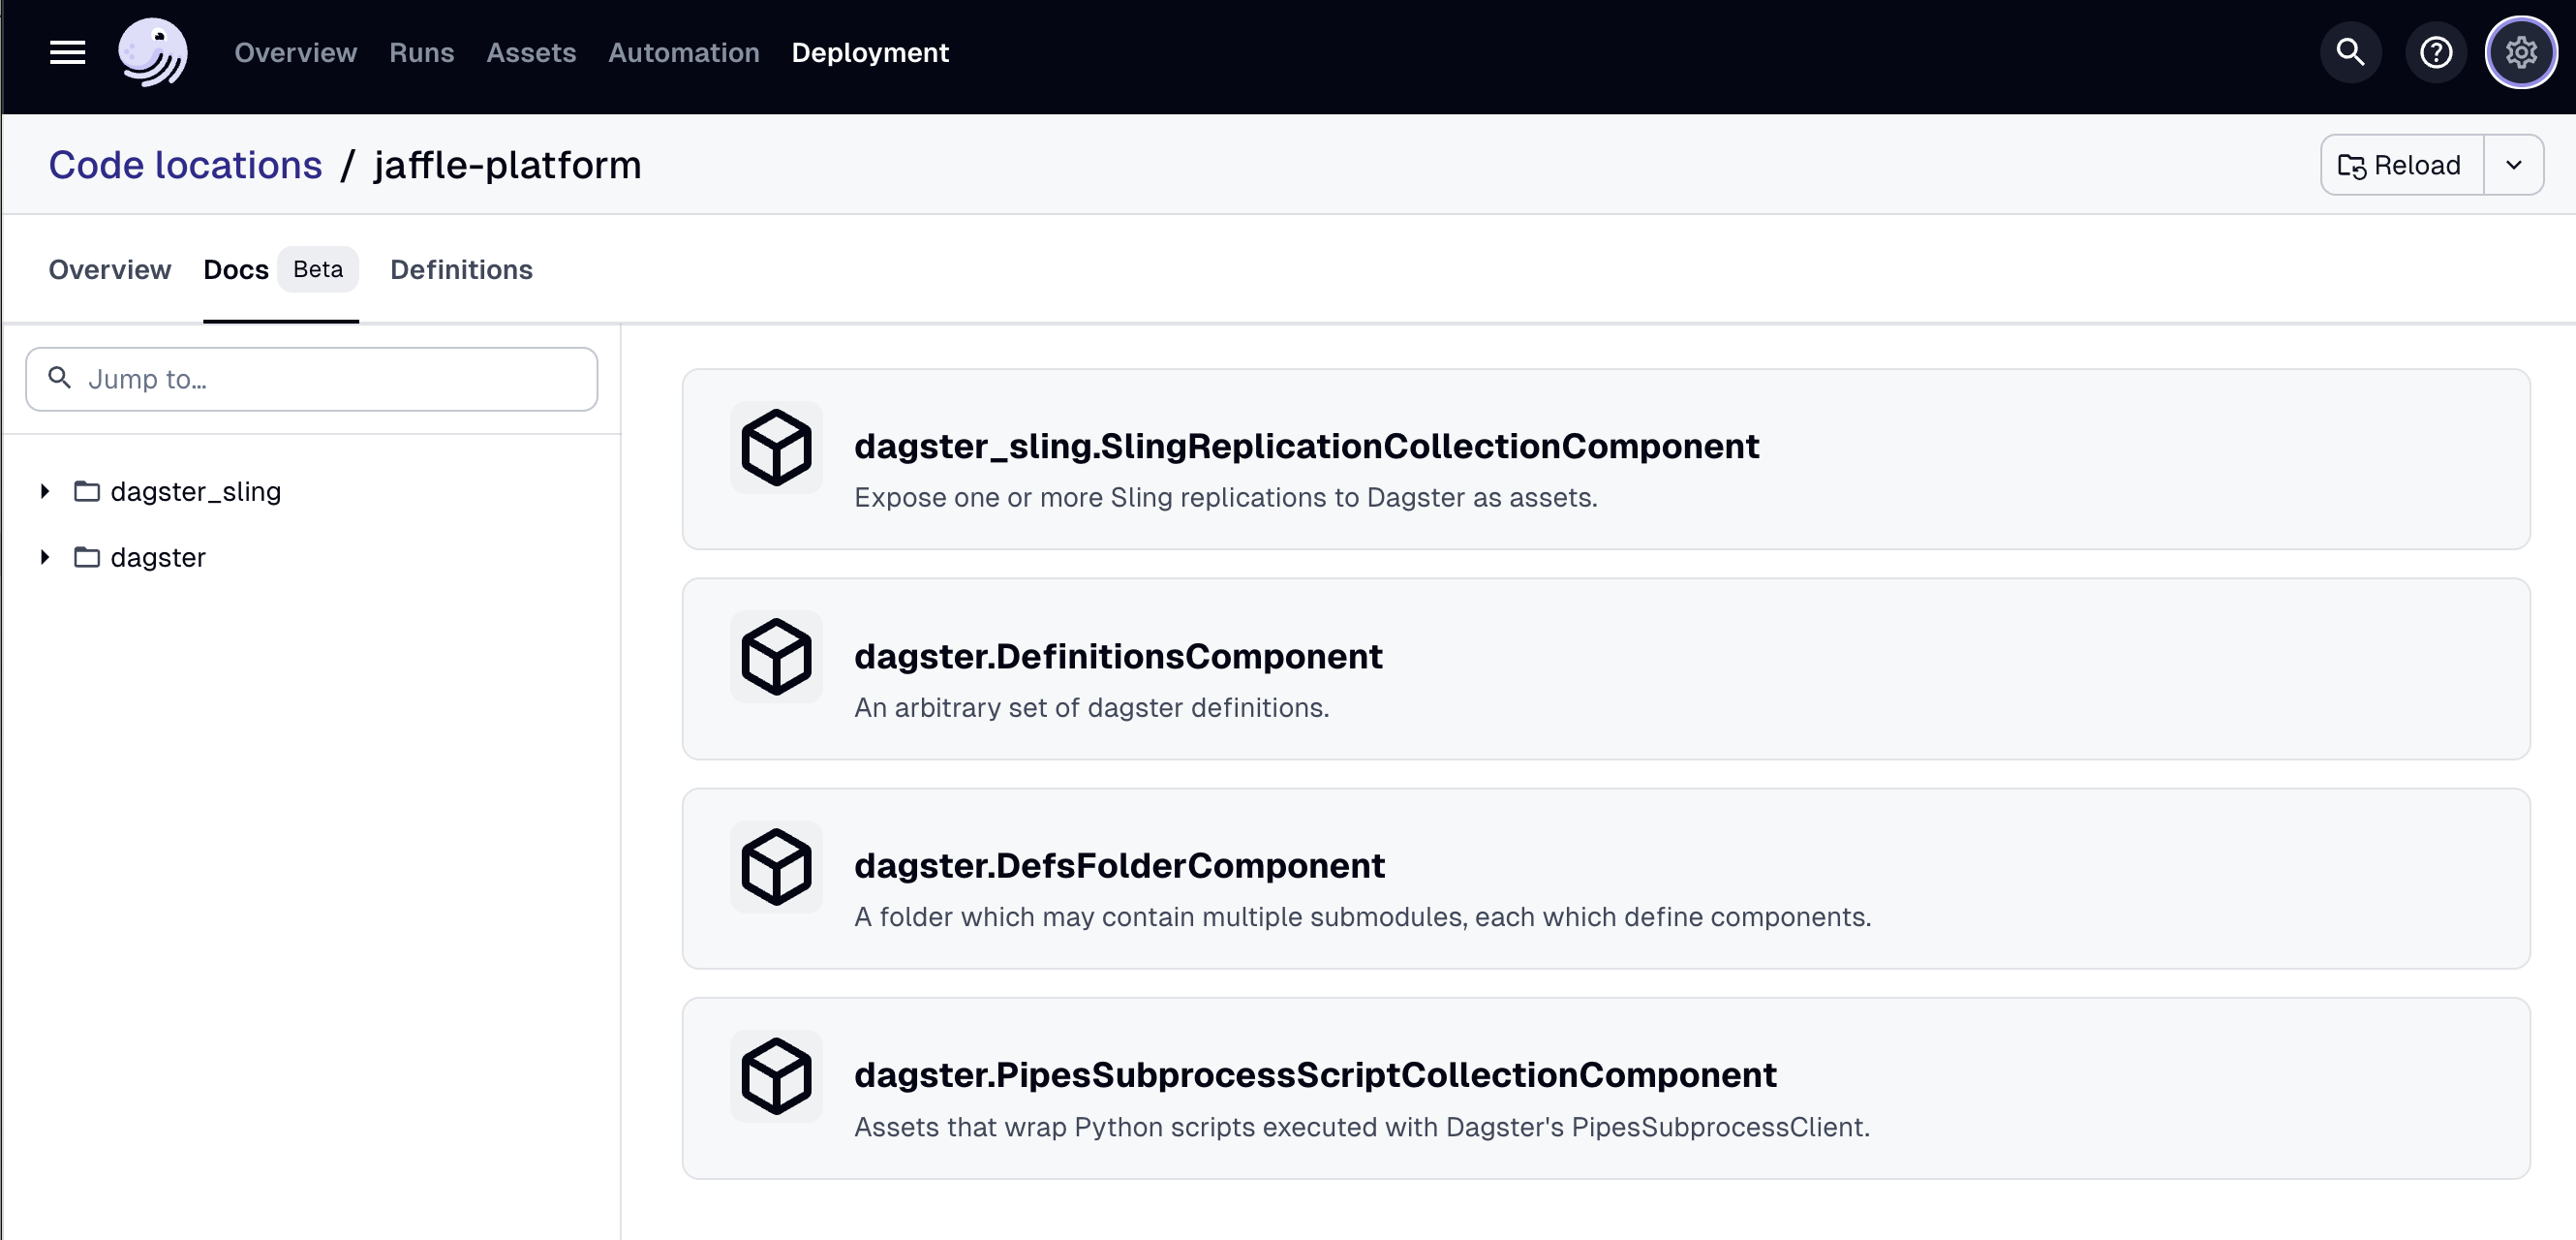 Overview Runs Assets Automation Deployment
Code locations / jaffle-platform
Reload
Overview Docs Beta Definitions
Jump to…
dagster_sling
dagster
dagster_sling.SlingReplicationCollectionComponent
Expose one or more Sling replications to Dagster as assets.
dagster.DefinitionsComponent
An arbitrary set of dagster definitions.
dagster.DefsFolderComponent
A folder which may contain multiple submodules, each which define components.
dagster.PipesSubprocessScriptCollectionComponent
Assets that wrap Python scripts executed with Dagster's PipesSubprocessClient.